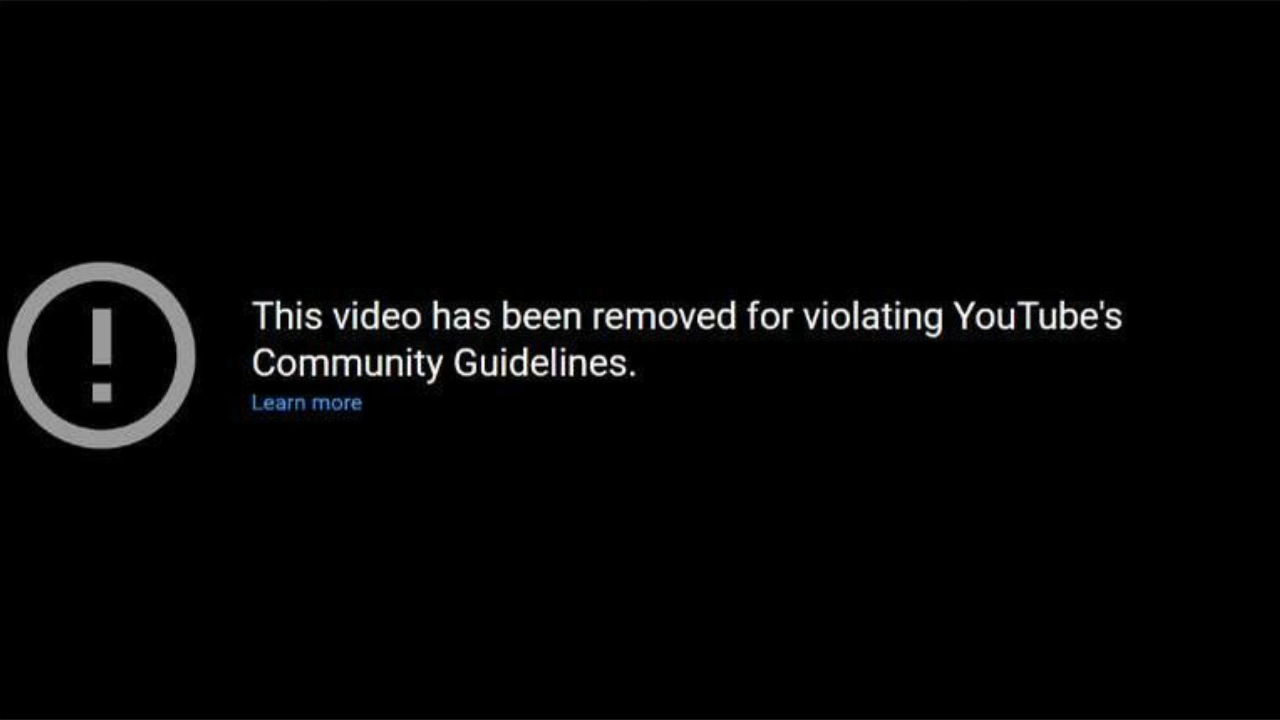 This video has been removed for violating YouTube's
Community Guidelines.
Learn more